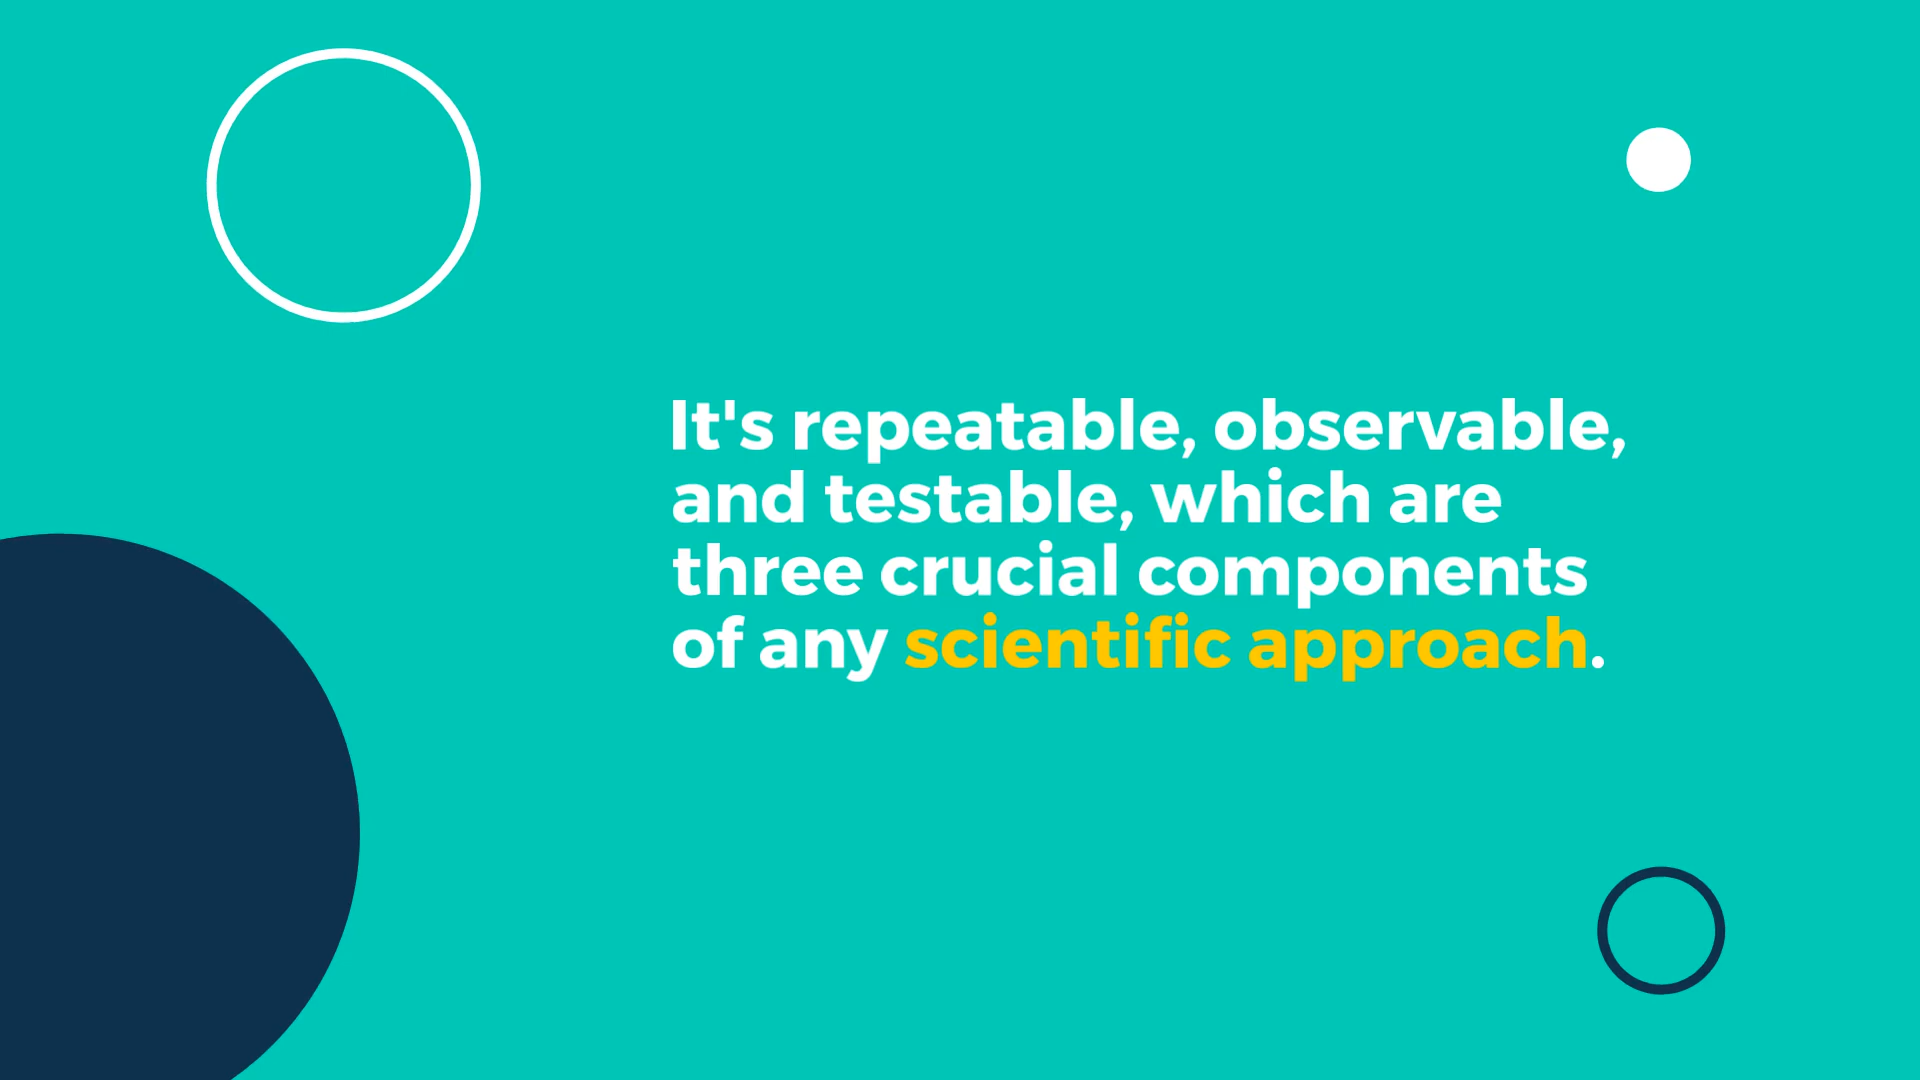 It's repeatable, observable,
and testable, which are
three crucial components
of any scientific approach.